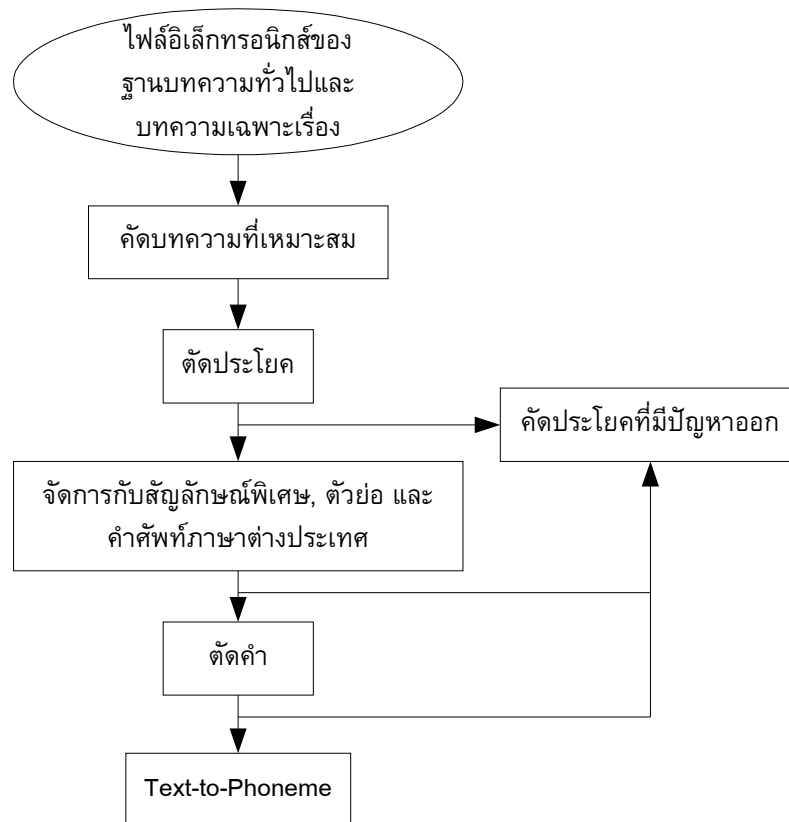 ไฟล์อิเล็กทรอนิกส์ของ
ฐานบทความทั่วไปและ
บทความเฉพาะเรื่อง
คัดบทความที่เหมาะสม
ตัดประโยค
คัดประโยคที่มีปัญหาออก
จัดการกับสัญลักษณ์พิเศษ, ตัวย่อ และ
คำศัพท์ภาษาต่างประเทศ
ตัดคำ
Text-to-Phoneme